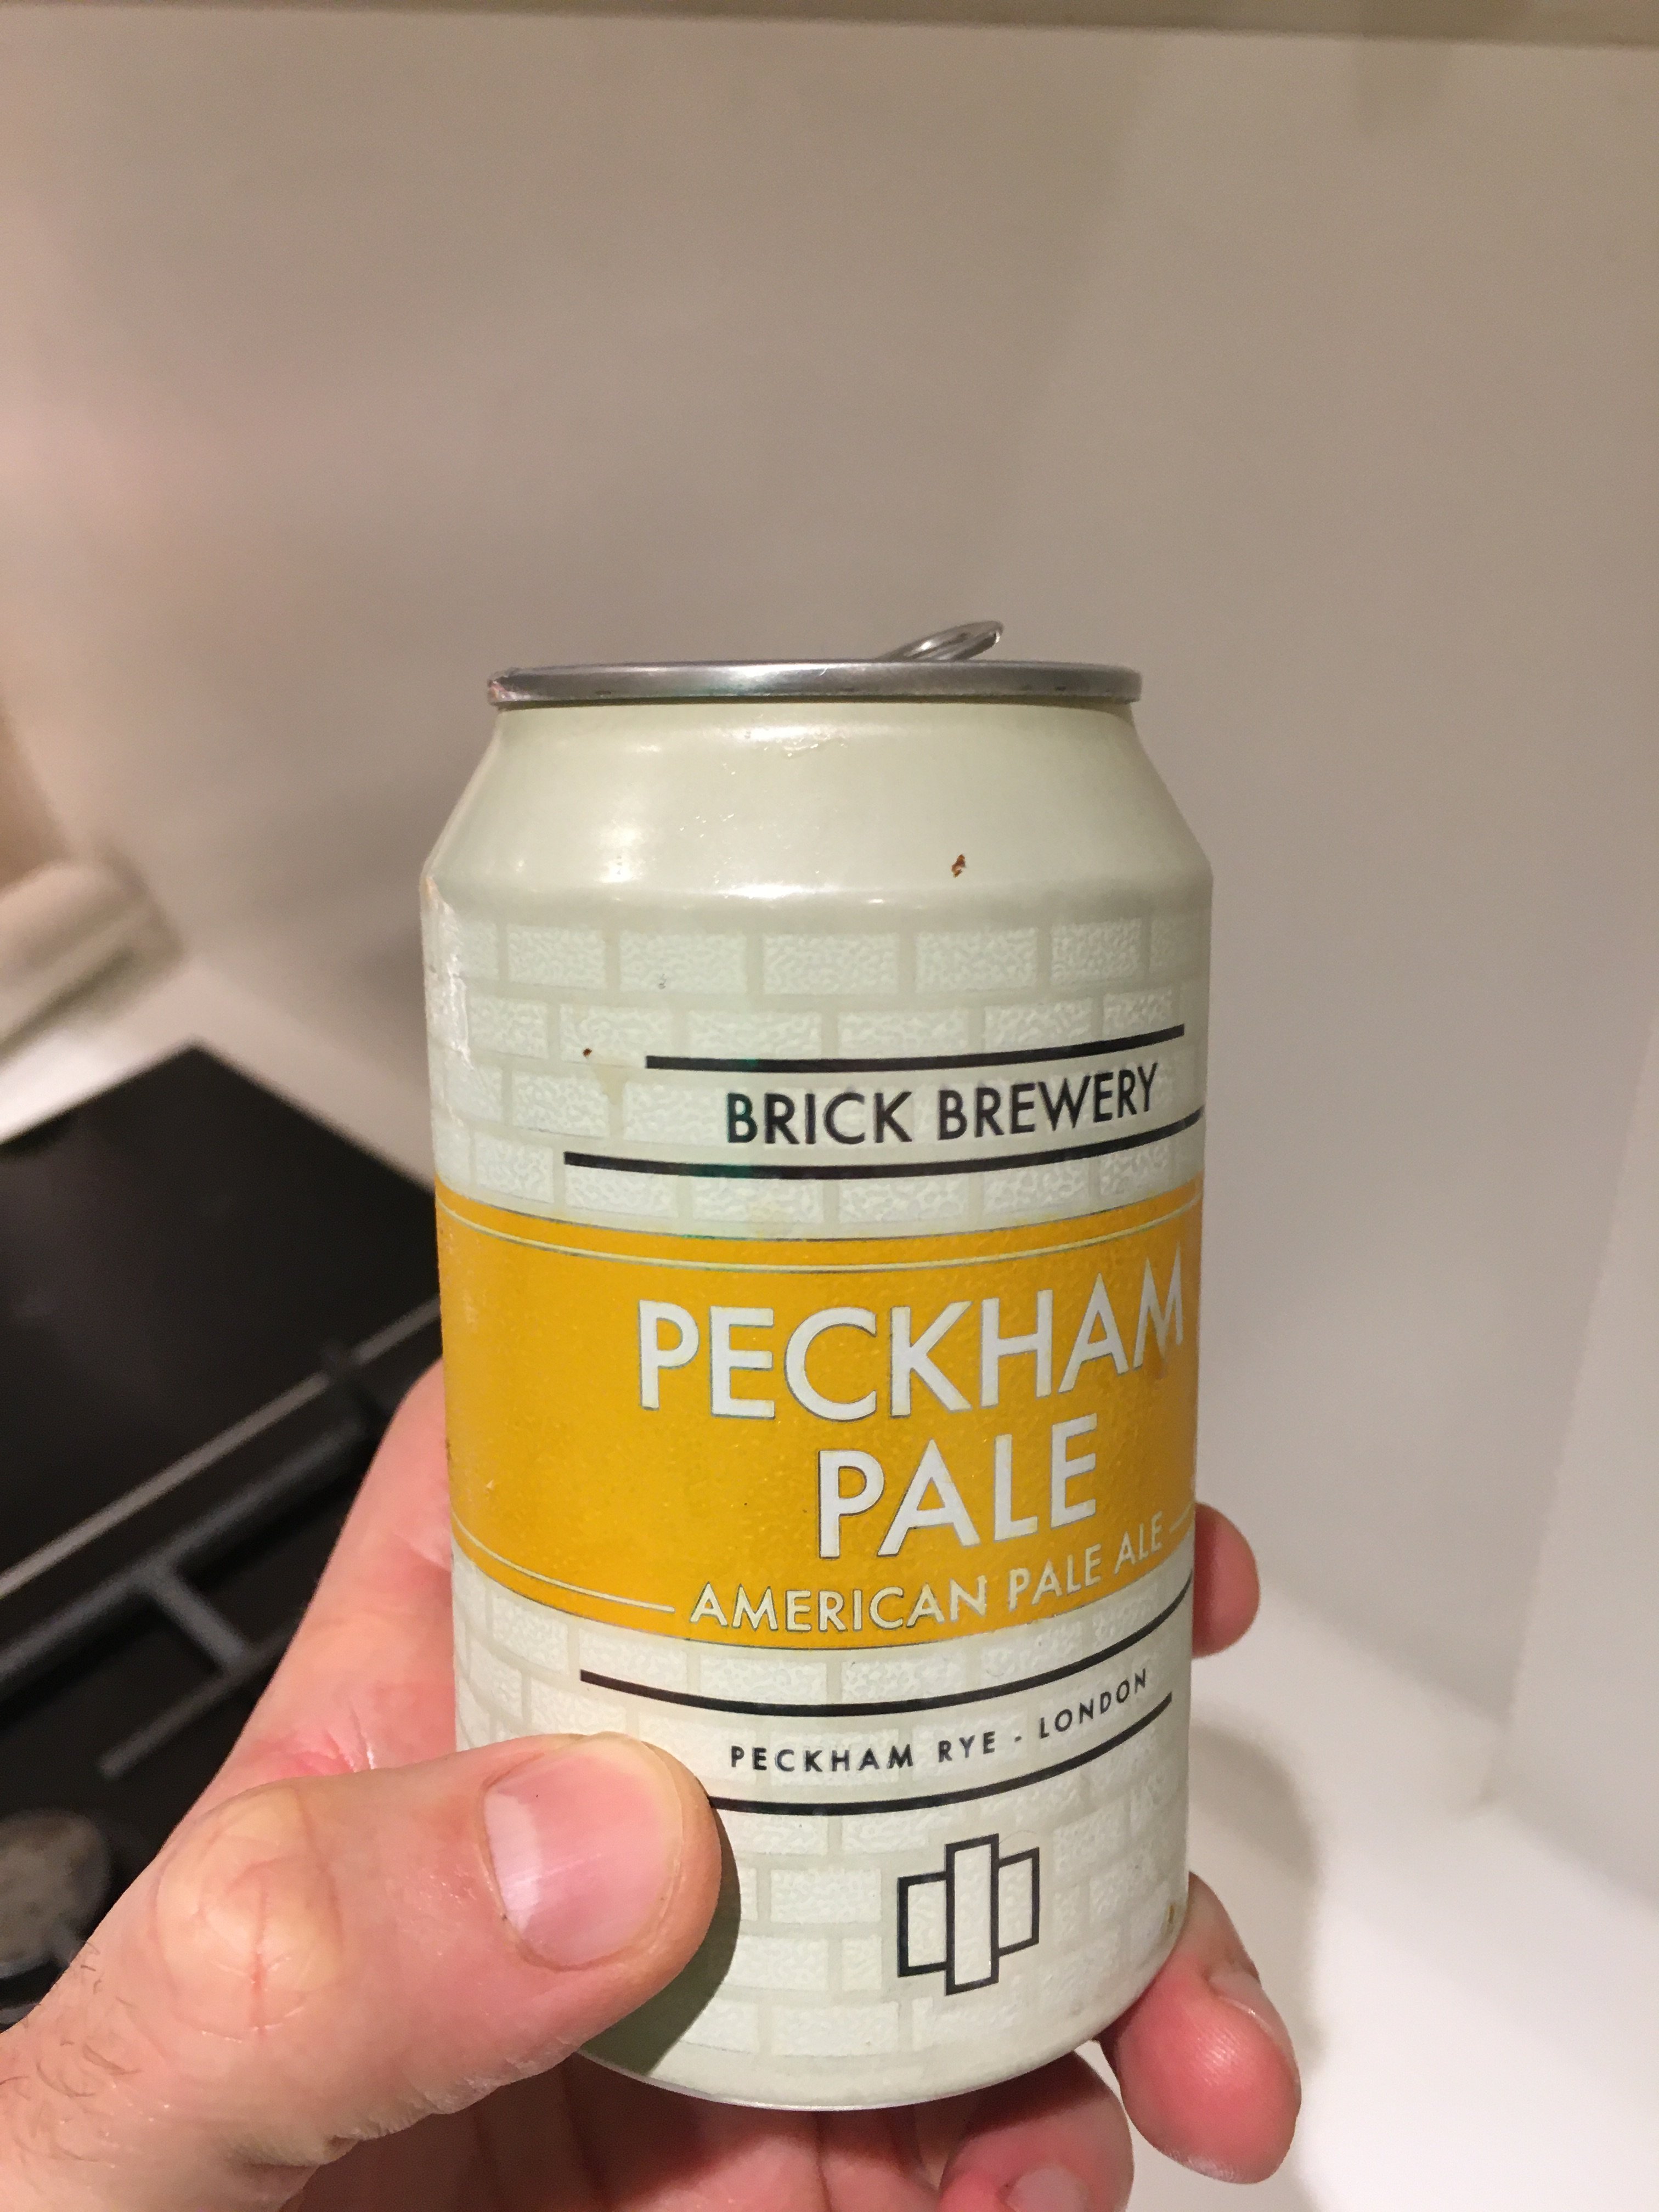 BRICK BREWERY
PECKHAM
PALE
AMERICAN PALE ALE
PECKHAM RYE - LONDON